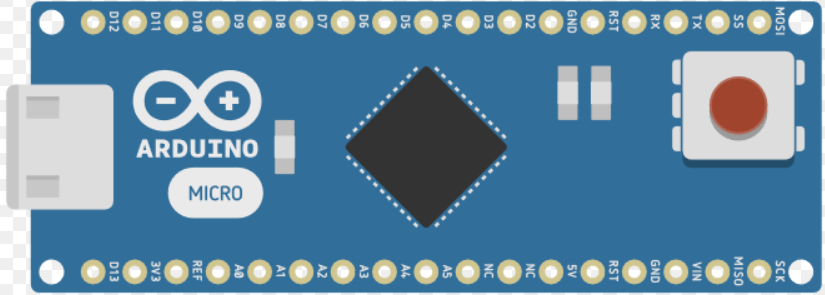 D12 D11 D10 D9 D8 D7 D6 D5 D4 D3 D2 GND RST RX TX SS MOSI
ARDUINO
MICRO
D13 3V3 REF A0 A1 A2 A3 A4 A5 NC NC 5V RST GND VIN MISO SCK